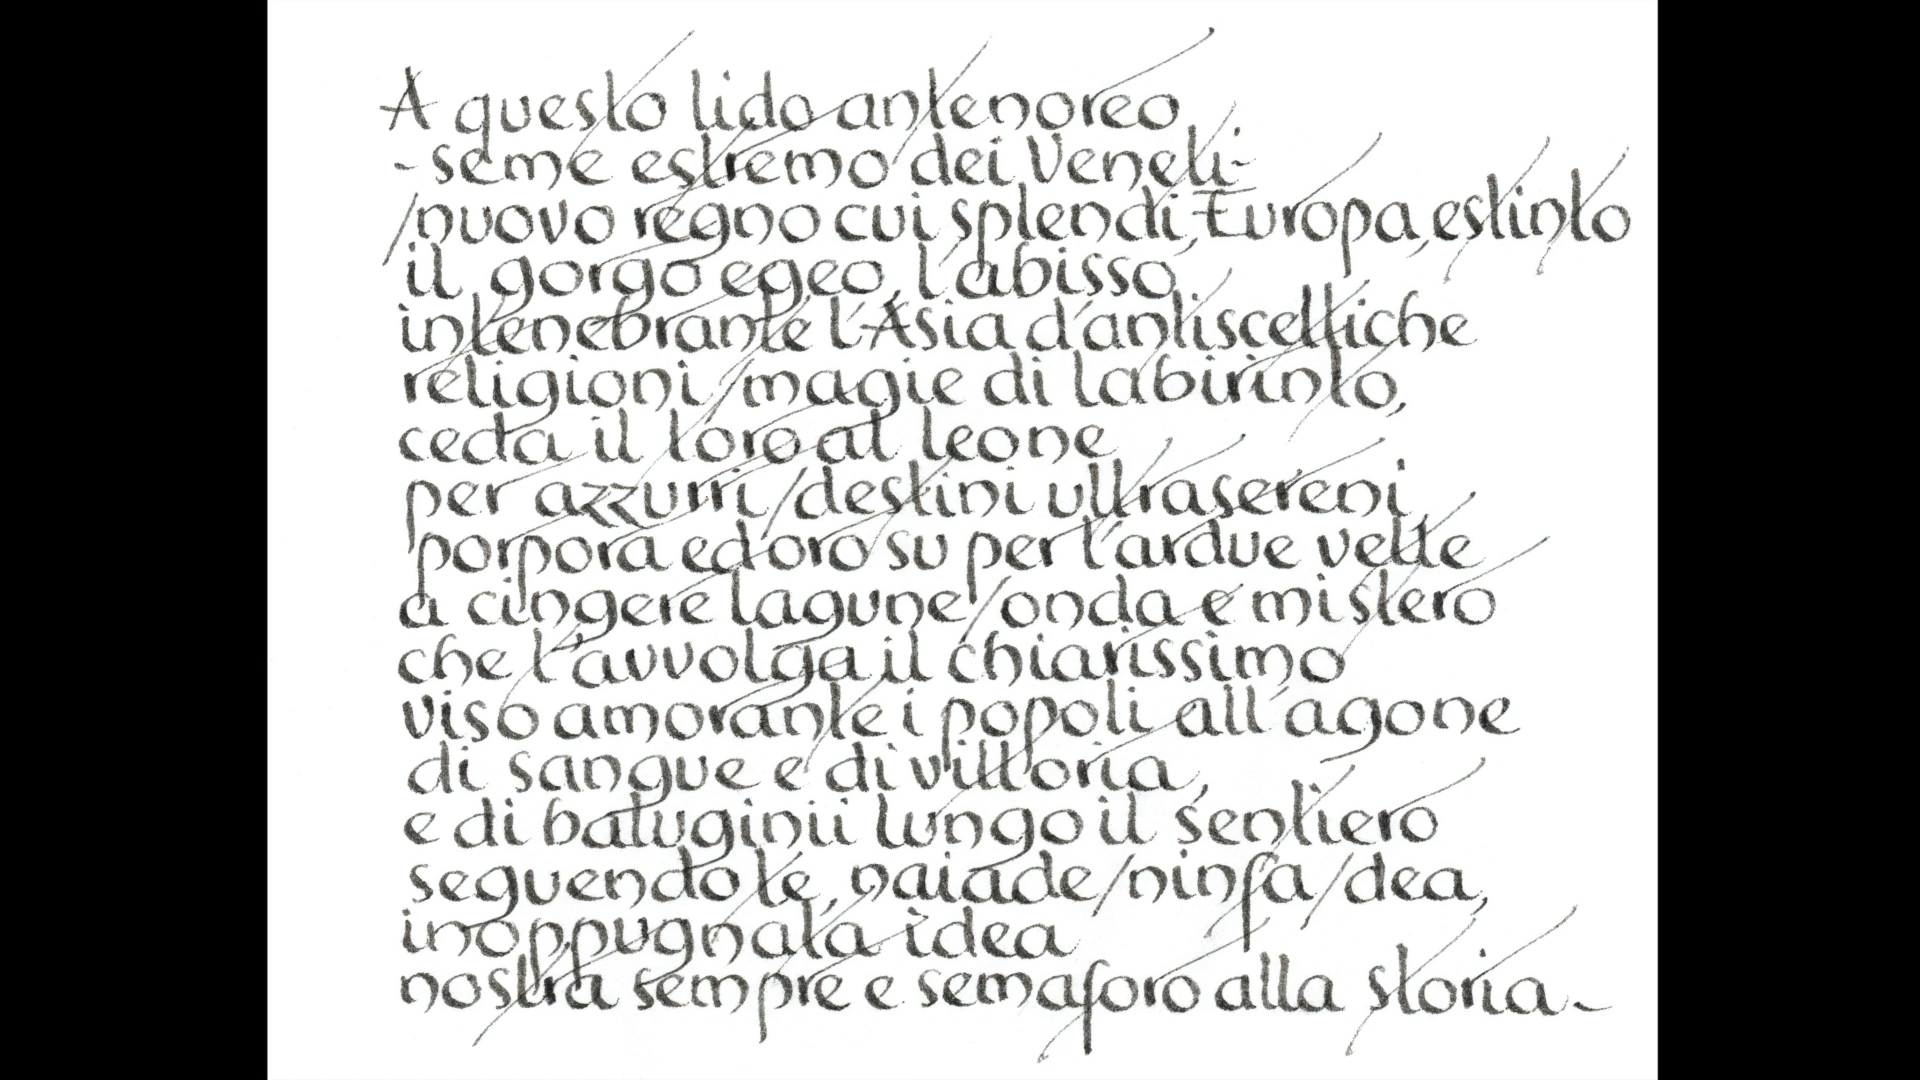 A questo lido antenoreo
- seme estremo dei Veneti -
/nuovo regno cui splendi, Europa, estinto
il gorgo egeo, l'abisso
intenebrante l'Asia d'antiscelfiche
religioni / magie di labirinto,
ceda il toro al leone
per azzurri / destini ultrasereni,
porpora ed oro su per l'ardue vette
a cingere lagune / onda e mistero
che l'avvolga il chiarissimo
viso amorante i popoli all'agone
di sangue e di vittoria,
e di batuginii lungo il sentiero
seguendo te, naiade/ninfa/dea,
inoppugnata idea
nostra sempre e semaforo alla storia -